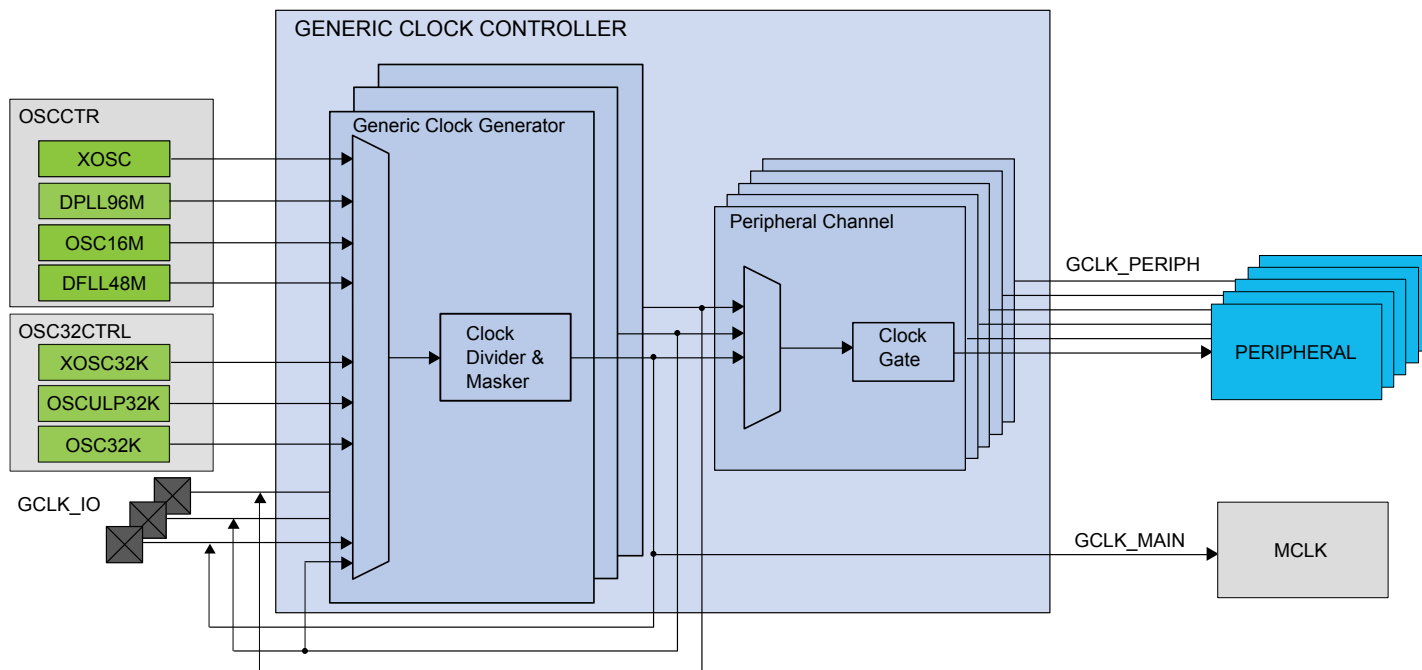 GENERIC CLOCK CONTROLLER
OSCCTR
XOSC
DPLL96M
OSC16M
DFLL48M
OSC32CTRL
XOSC32K
OSCULP32K
OSC32K
GCLK_IO
Generic Clock Generator
Clock
Divider &
Masker
Peripheral Channel
Clock
Gate
GCLK_PERIPH
PERIPHERAL
GCLK_MAIN
MCLK